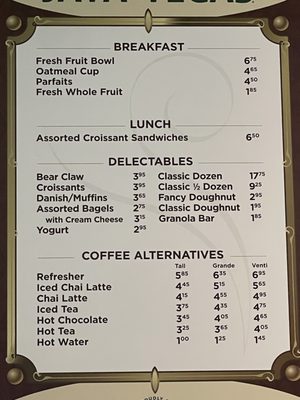 JAVA VEGAS
BREAKFAST
Fresh Fruit Bowl 6⁷⁵
Oatmeal Cup 4⁶⁵
Parfaits 4⁵⁰
Fresh Whole Fruit 1⁸⁵
LUNCH
Assorted Croissant Sandwiches 6⁵⁰
DELECTABLES
Bear Claw 3⁹⁵ Classic Dozen 17⁷⁵
Croissants 3⁹⁵ Classic ½ Dozen 9²⁵
Danish/Muffins 3⁶⁵ Fancy Doughnut 2⁹⁵
Assorted Bagels 2⁷⁵ Classic Doughnut 1⁹⁵
with Cream Cheese 3¹⁵ Granola Bar 1⁸⁵
Yogurt 2⁹⁵
COFFEE ALTERNATIVES
Tall Grande Venti
Refresher 5⁸⁵ 6³⁵ 6⁹⁵
Iced Chai Latte 4⁴⁵ 5¹⁵ 5⁶⁵
Chai Latte 4¹⁵ 4⁵⁵ 4⁹⁵
Iced Tea 3⁷⁵ 4³⁵ 4⁷⁵
Hot Chocolate 3⁴⁵ 4⁰⁵ 4⁶⁵
Hot Tea 3²⁵ 3⁶⁵ 4⁰⁵
Hot Water 1⁰⁰ 1²⁵ 1⁴⁵